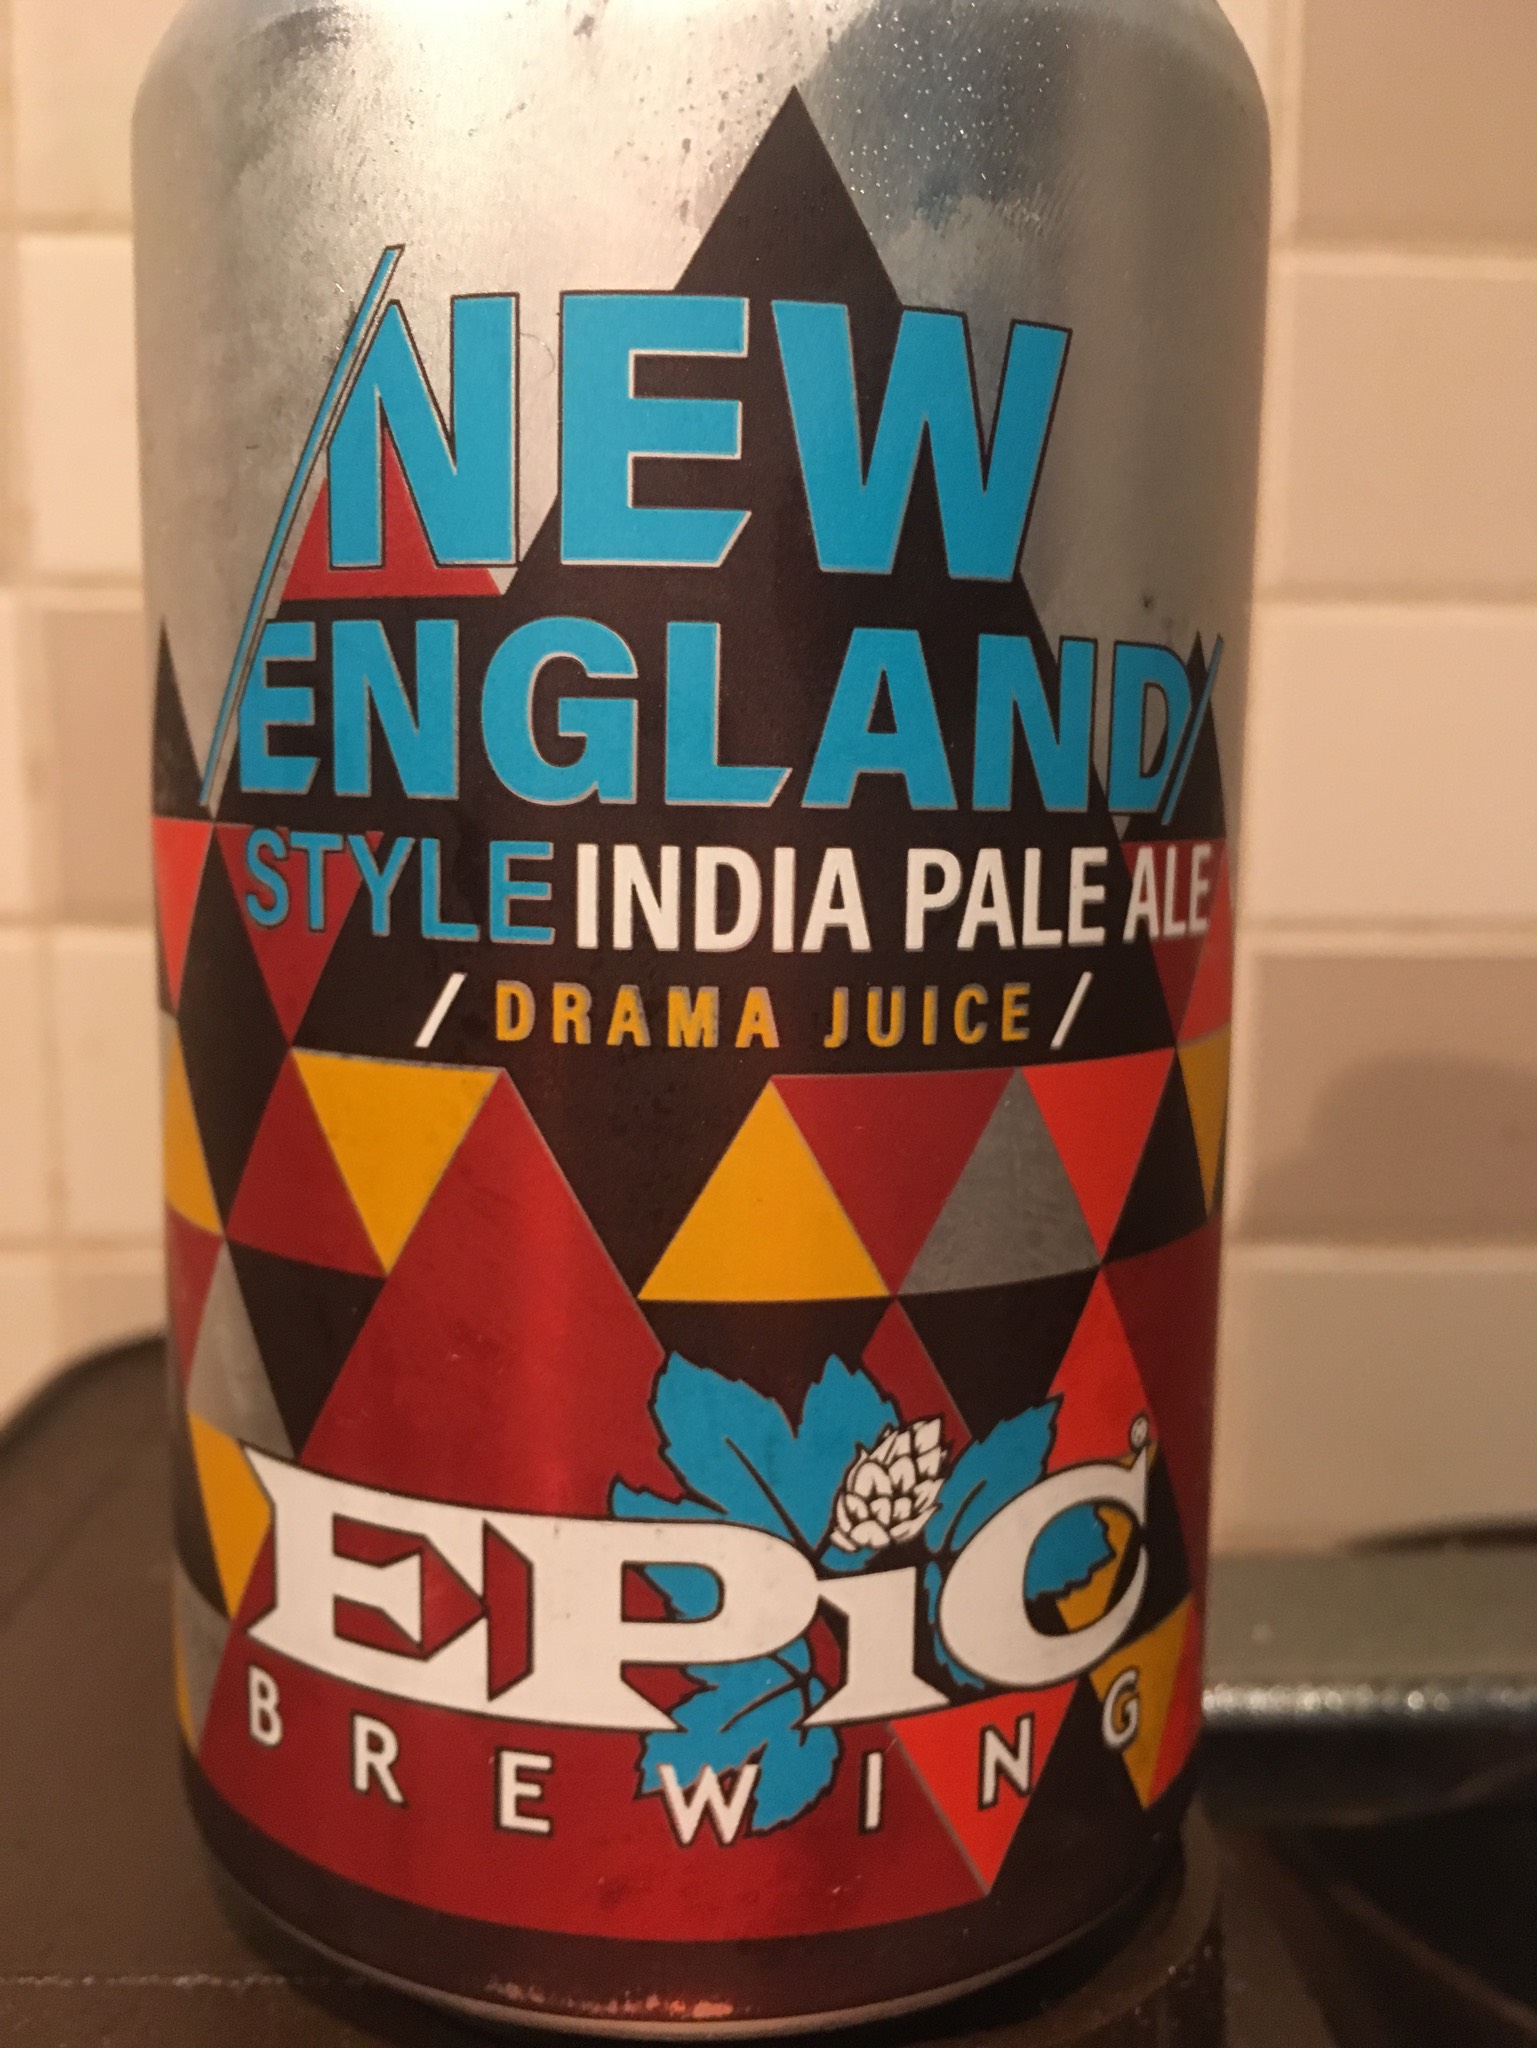 /NEW
ENGLAND/
STYLE INDIA PALE ALE
/ DRAMA JUICE /
EPiC®
BREWING